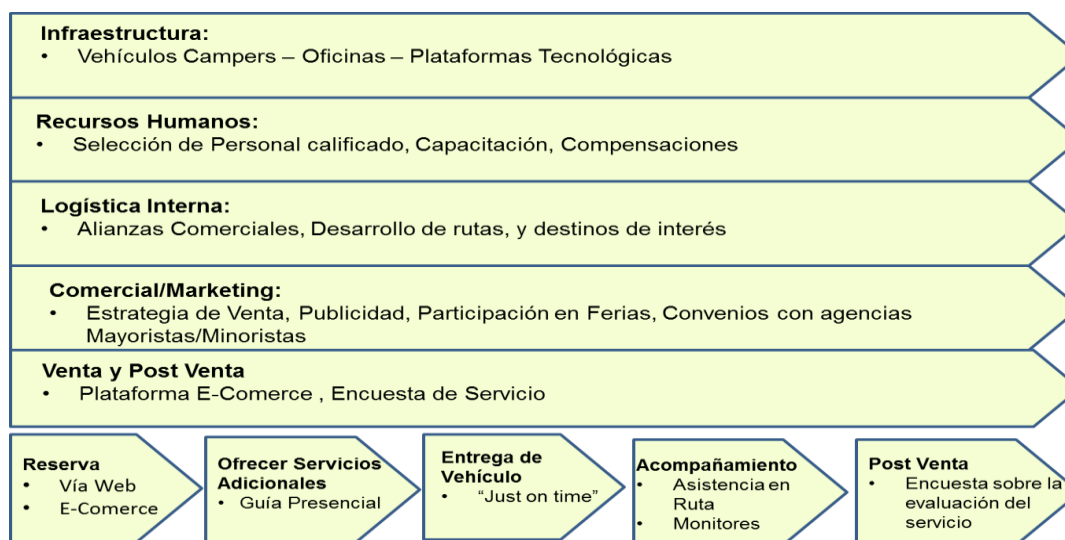 Infraestructura:
• Vehículos Campers – Oficinas – Plataformas Tecnológicas
Recursos Humanos:
• Selección de Personal calificado, Capacitación, Compensaciones
Logística Interna:
• Alianzas Comerciales, Desarrollo de rutas, y destinos de interés
Comercial/Marketing:
• Estrategia de Venta, Publicidad, Participación en Ferias, Convenios con agencias
Mayoristas/Minoristas
Venta y Post Venta
• Plataforma E-Comerce , Encuesta de Servicio
Reserva
• Vía Web
• E-Comerce
Ofrecer Servicios
Adicionales
• Guía Presencial
Entrega de
Vehículo
• “Just on time”
Acompañamiento
• Asistencia en
Ruta
• Monitores
Post Venta
• Encuesta sobre la
evaluación del
servicio